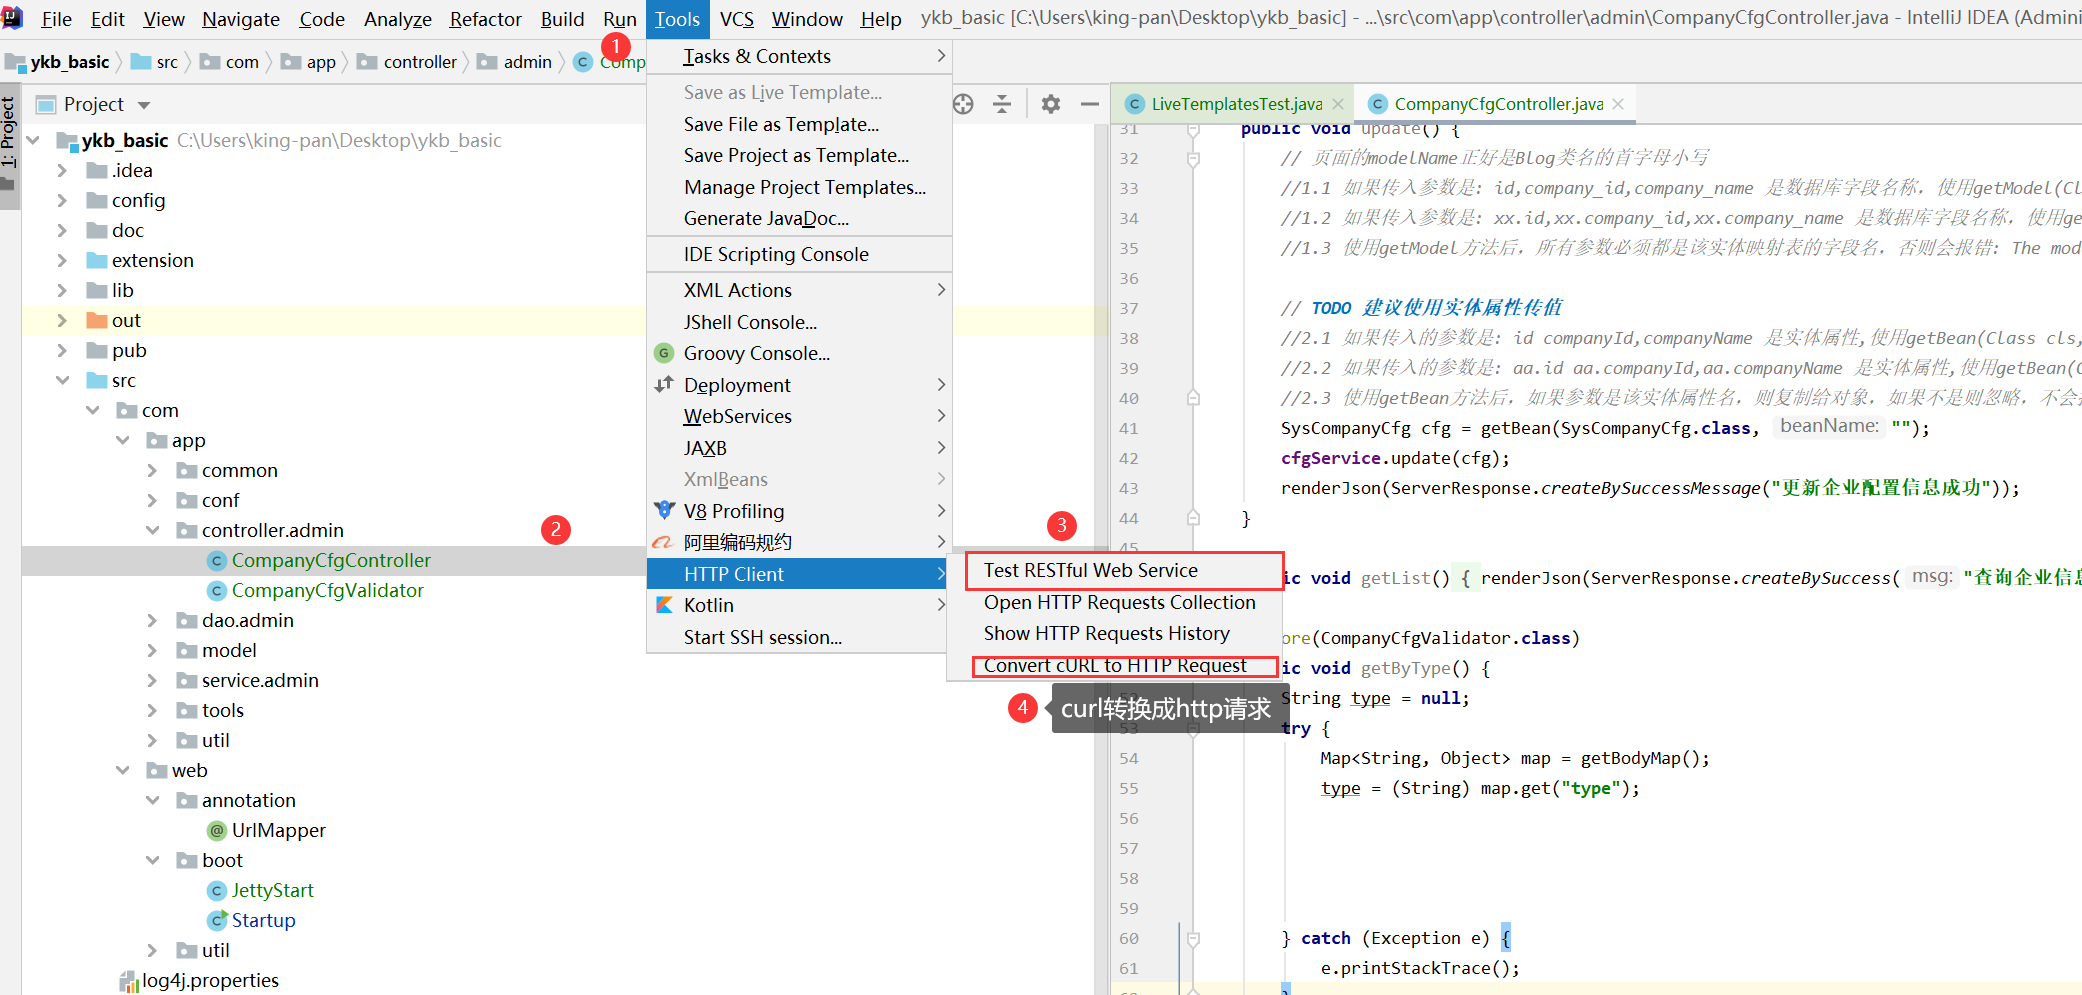 File Edit View Navigate Code Analyze Refactor Build Run Tools VCS Window Help ykb_basic [C:\Users\king-pan\Desktop\ykb_basic] - ...\src\com\app\controller\admin\CompanyCfgController.java - IntelliJ IDEA (Admini
1
ykb_basic src com app controller admin C Comp
1: Project
Project
ykb_basic C:\Users\king-pan\Desktop\ykb_basic
.idea
config
doc
extension
lib
out
pub
src
com
app
common
conf
controller.admin
2
C CompanyCfgController
C CompanyCfgValidator
dao.admin
model
service.admin
tools
util
web
annotation
@ UrlMapper
boot
C JettyStart
C Startup
util
log4j.properties
Tasks & Contexts
Save as Live Template...
Save File as Template...
Save Project as Template...
Manage Project Templates...
Generate JavaDoc...
IDE Scripting Console
XML Actions
JShell Console...
G Groovy Console...
Deployment
WebServices
JAXB
XmlBeans
V8 Profiling
阿里编码规约
HTTP Client
Kotlin
Start SSH session...
3
Test RESTful Web Service
Open HTTP Requests Collection
Show HTTP Requests History
Convert cURL to HTTP Request
4 curl转换成http请求
C LiveTemplatesTest.java C CompanyCfgController.java
31 public void update() {
32 // 页面的modelName正好是Blog类名的首字母小写
33 //1.1 如果传入参数是: id,company_id,company_name 是数据库字段名称，使用getModel(Cl
34 //1.2 如果传入参数是: xx.id,xx.company_id,xx.company_name 是数据库字段名称，使用ge
35 //1.3 使用getModel方法后，所有参数必须都是该实体映射表的字段名，否则会报错: The mod
36
37 // TODO 建议使用实体属性传值
38 //2.1 如果传入的参数是: id companyId,companyName 是实体属性,使用getBean(Class cls,
39 //2.2 如果传入的参数是: aa.id aa.companyId,aa.companyName 是实体属性,使用getBean(C
40 //2.3 使用getBean方法后，如果参数是该实体属性名，则复制给对象，如果不是则忽略，不会
41 SysCompanyCfg cfg = getBean(SysCompanyCfg.class, beanName: "");
42 cfgService.update(cfg);
43 renderJson(ServerResponse.createBySuccessMessage("更新企业配置信息成功"));
44 }
45
ic void getList() { renderJson(ServerResponse.createBySuccess( msg: "查询企业信息
ore(CompanyCfgValidator.class)
ic void getByType() {
String type = null;
53 try {
54 Map<String, Object> map = getBodyMap();
55 type = (String) map.get("type");
56
57
58
59
60 } catch (Exception e) {
61 e.printStackTrace();
}